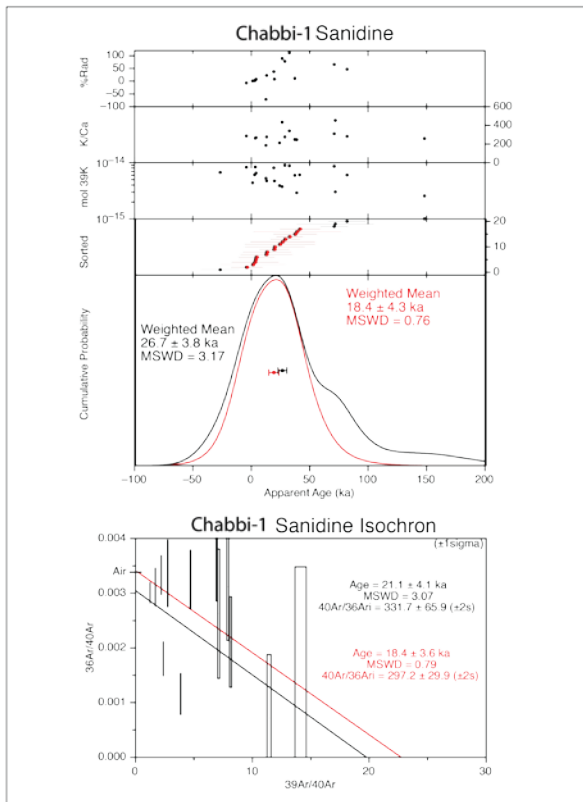 Chabbi-1 Sanidine
%Rad
100
50
0
−50
−100
K/Ca
600
400
200
0
mol 39K
10−14
10−15
Sorted
20
10
0
Cumulative Probability
Weighted Mean
26.7 ± 3.8 ka
MSWD = 3.17
Weighted Mean
18.4 ± 4.3 ka
MSWD = 0.76
−100 −50 0 50 100 150 200
Apparent Age (ka)
Chabbi-1 Sanidine Isochron
(±1sigma)
36Ar/40Ar
0.004
Air
0.003
0.002
0.001
0.000
Age = 21.1 ± 4.1 ka
MSWD = 3.07
40Ar/36Ari = 331.7 ± 65.9 (±2s)
Age = 18.4 ± 3.6 ka
MSWD = 0.79
40Ar/36Ari = 297.2 ± 29.9 (±2s)
0 10 20 30
39Ar/40Ar